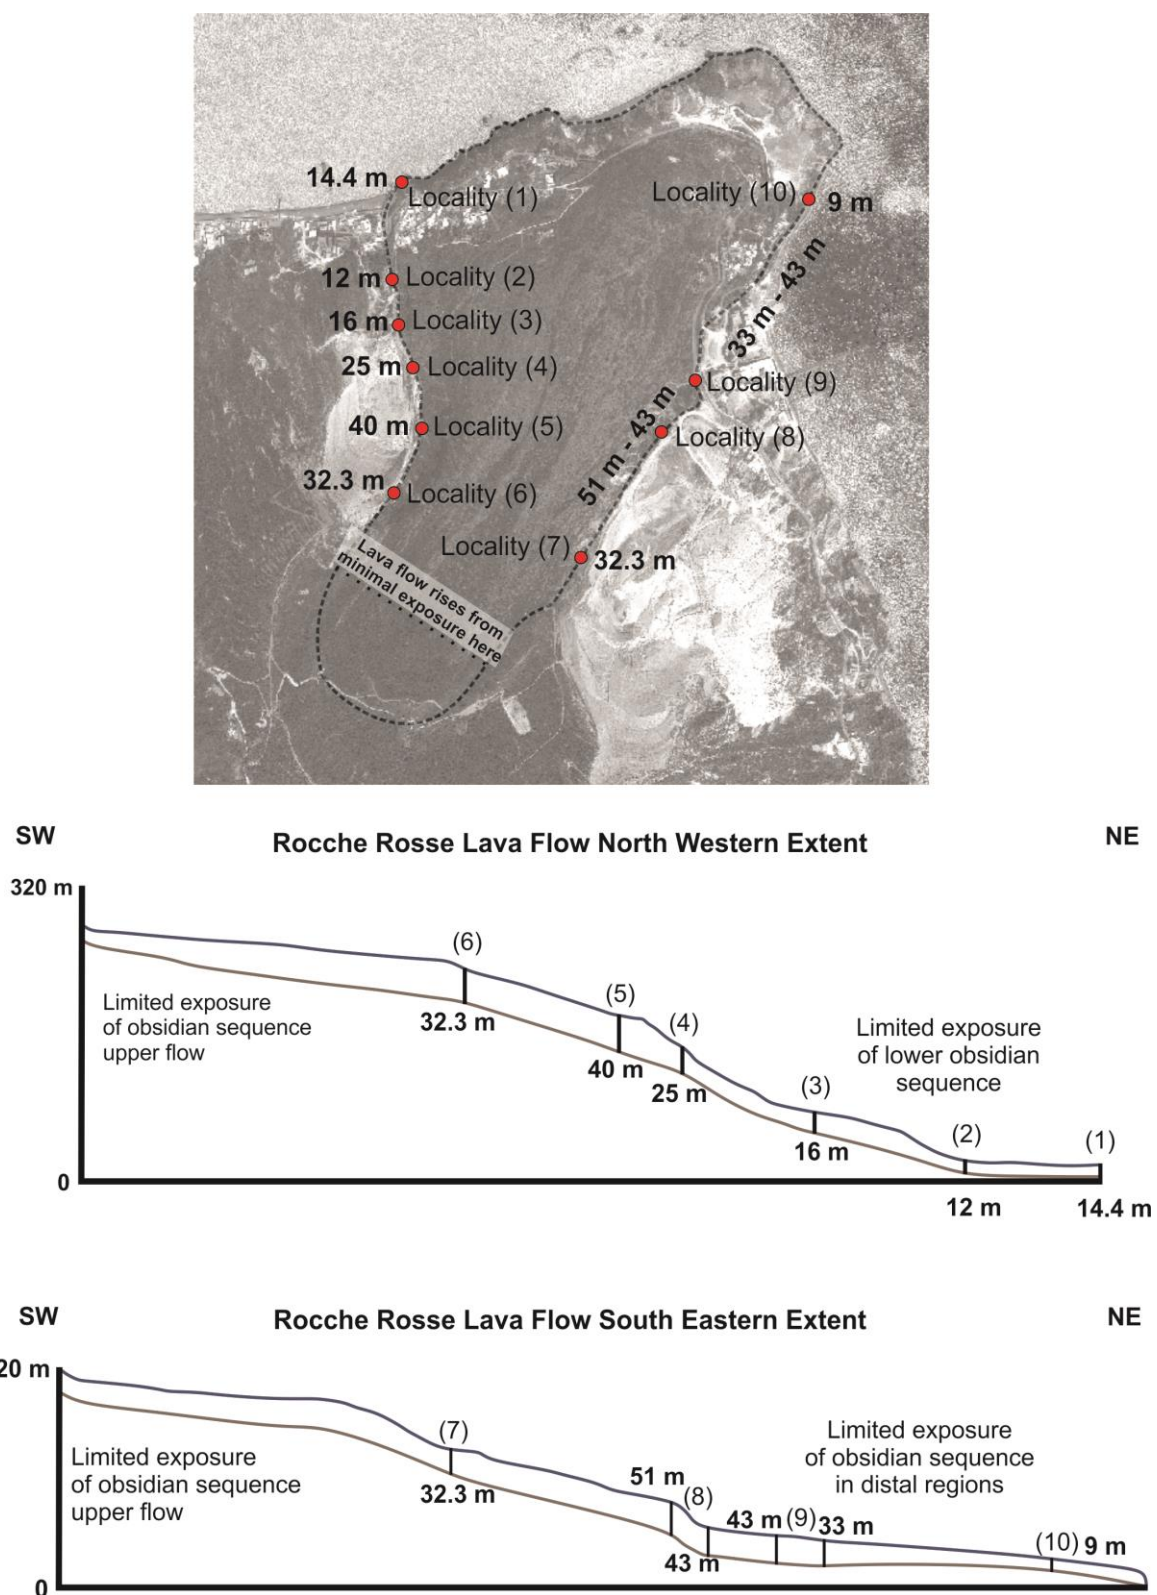 14.4 m
Locality (1)
Locality (10)
9 m
12 m
Locality (2)
33 m - 43 m
16 m
Locality (3)
25 m
Locality (4)
Locality (9)
40 m
Locality (5)
51 m - 43 m
Locality (8)
32.3 m
Locality (6)
Locality (7)
32.3 m
Lava flow rises from
minimal exposure here
SW
Rocche Rosse Lava Flow North Western Extent
NE
320 m
(6)
(5)
(4)
Limited exposure
of obsidian sequence
upper flow
32.3 m
Limited exposure
of lower obsidian
sequence
40 m
25 m
(3)
16 m
(2)
(1)
0
12 m
14.4 m
SW
Rocche Rosse Lava Flow South Eastern Extent
NE
20 m
(7)
Limited exposure
of obsidian sequence
upper flow
32.3 m
Limited exposure
of obsidian sequence
in distal regions
51 m
(8)
43 m
43 m
(9)
33 m
(10)
9 m
0